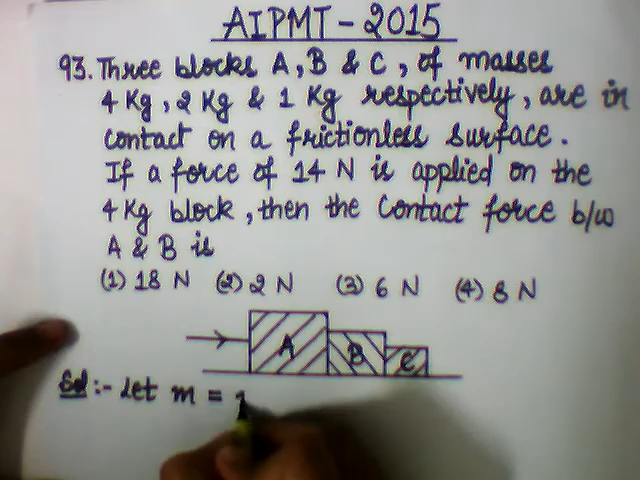 AIPMT - 2015
93. Three blocks A, B & C, of masses
4 Kg, 2 Kg & 1 Kg respectively, are in
contact on a frictionless surface.
If a force of 14 N is applied on the
4 Kg block, then the contact force b/w
A & B is
(1) 18 N (2) 2 N (3) 6 N (4) 8 N
A B C
Sol :- Let m =